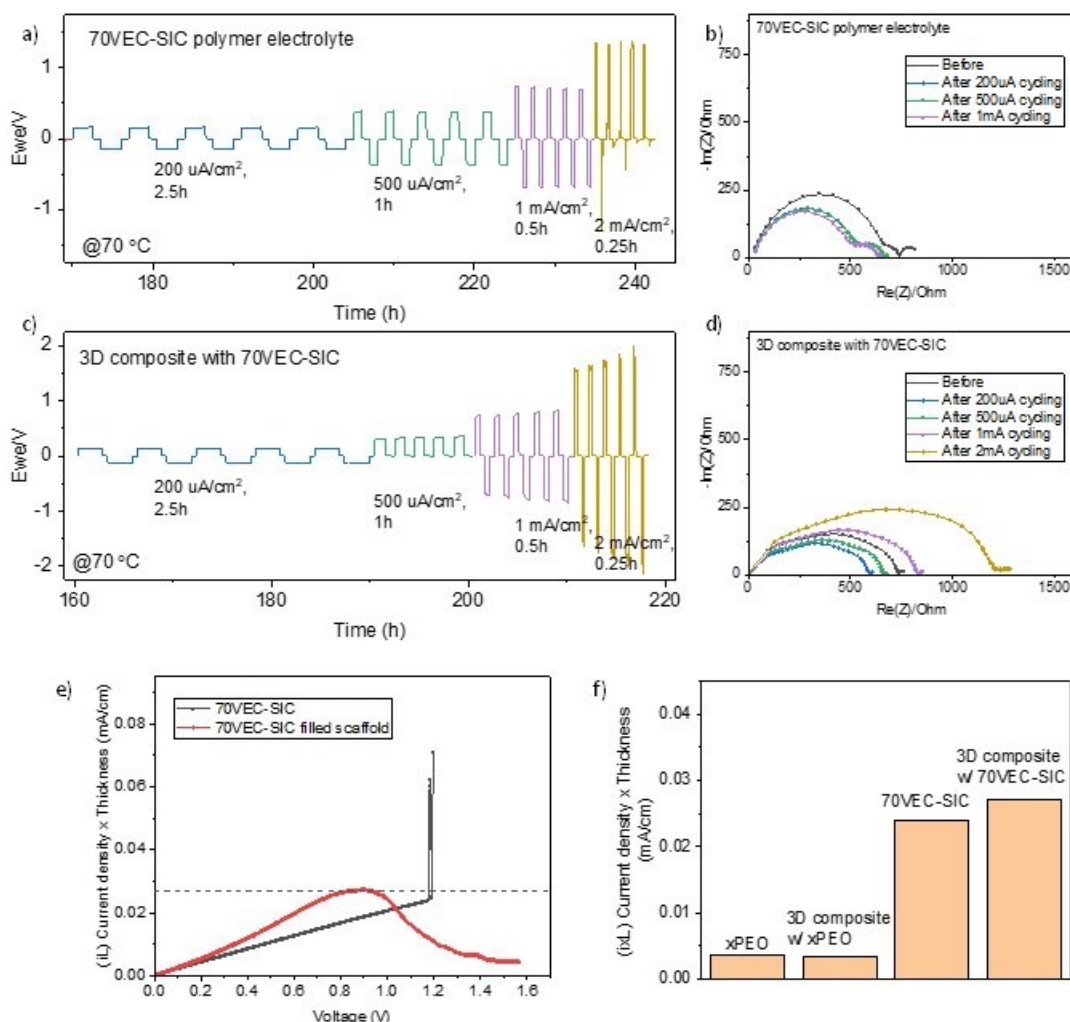 a)
70VEC-SIC polymer electrolyte
Ewe/V
1
0
-1
200 uA/cm², 
2.5h
500 uA/cm²,
1h
1 mA/cm²,
0.5h
2 mA/cm²,
0.25h
@70 °C
180
200
220
240
Time (h)
b)
70VEC-SIC polymer electrolyte
Before
After 200uA cycling
After 500uA cycling
After 1mA cycling
-Im(Z)/Ohm
750
500
250
0
0
500
1000
1500
Re(Z)/Ohm
c)
3D composite with 70VEC-SIC
Ewe/V
2
1
0
-1
-2
200 uA/cm²,
2.5h
500 uA/cm²,
1h
1 mA/cm²,
0.5h
2 mA/cm²,
0.25h
@70 °C
160
180
200
220
Time (h)
d)
3D composite with 70VEC-SIC
Before
After 200uA cycling
After 500uA cycling
After 1mA cycling
After 2mA cycling
-Im(Z)/Ohm
750
500
250
0
0
500
1000
1500
Re(Z)/Ohm
e)
70VEC-SIC
70VEC-SIC filled scaffold
(iL) Current density x Thickness (mA/cm)
0.08
0.06
0.04
0.02
0.00
0.0
0.2
0.4
0.6
0.8
1.0
1.2
1.4
1.6
Voltage (V)
f)
(ixL) Current density x Thickness
(mA/cm)
0.04
0.03
0.02
0.01
0.00
xPEO
3D composite
w/ xPEO
70VEC-SIC
3D composite
w/ 70VEC-SIC